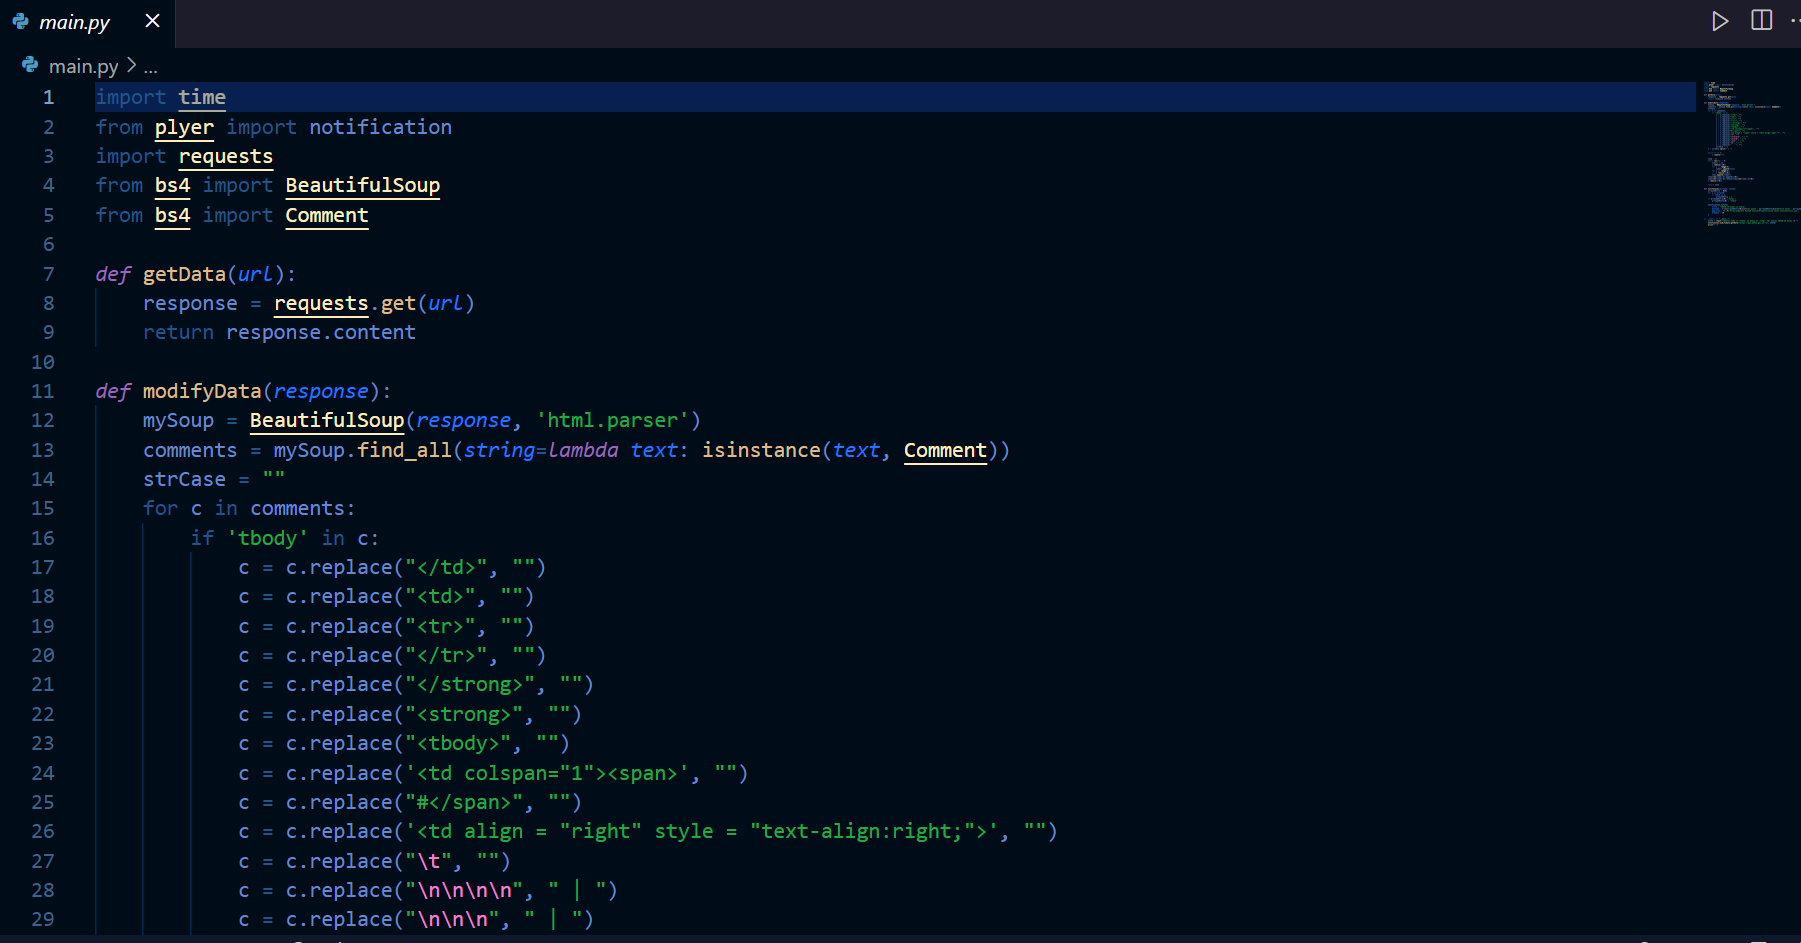 main.py
main.py > ...
1 import time
2 from plyer import notification
3 import requests
4 from bs4 import BeautifulSoup
5 from bs4 import Comment
6
7 def getData(url):
8     response = requests.get(url)
9     return response.content
10
11 def modifyData(response):
12     mySoup = BeautifulSoup(response, 'html.parser')
13     comments = mySoup.find_all(string=lambda text: isinstance(text, Comment))
14     strCase = ""
15     for c in comments:
16         if 'tbody' in c:
17             c = c.replace("</td>", "")
18             c = c.replace("<td>", "")
19             c = c.replace("<tr>", "")
20             c = c.replace("</tr>", "")
21             c = c.replace("</strong>", "")
22             c = c.replace("<strong>", "")
23             c = c.replace("<tbody>", "")
24             c = c.replace('<td colspan="1"><span>', "")
25             c = c.replace("#</span>", "")
26             c = c.replace('<td align = "right" style = "text-align:right;">', "")
27             c = c.replace("\t", "")
28             c = c.replace("\n\n\n\n", " | ")
29             c = c.replace("\n\n\n", " | ")